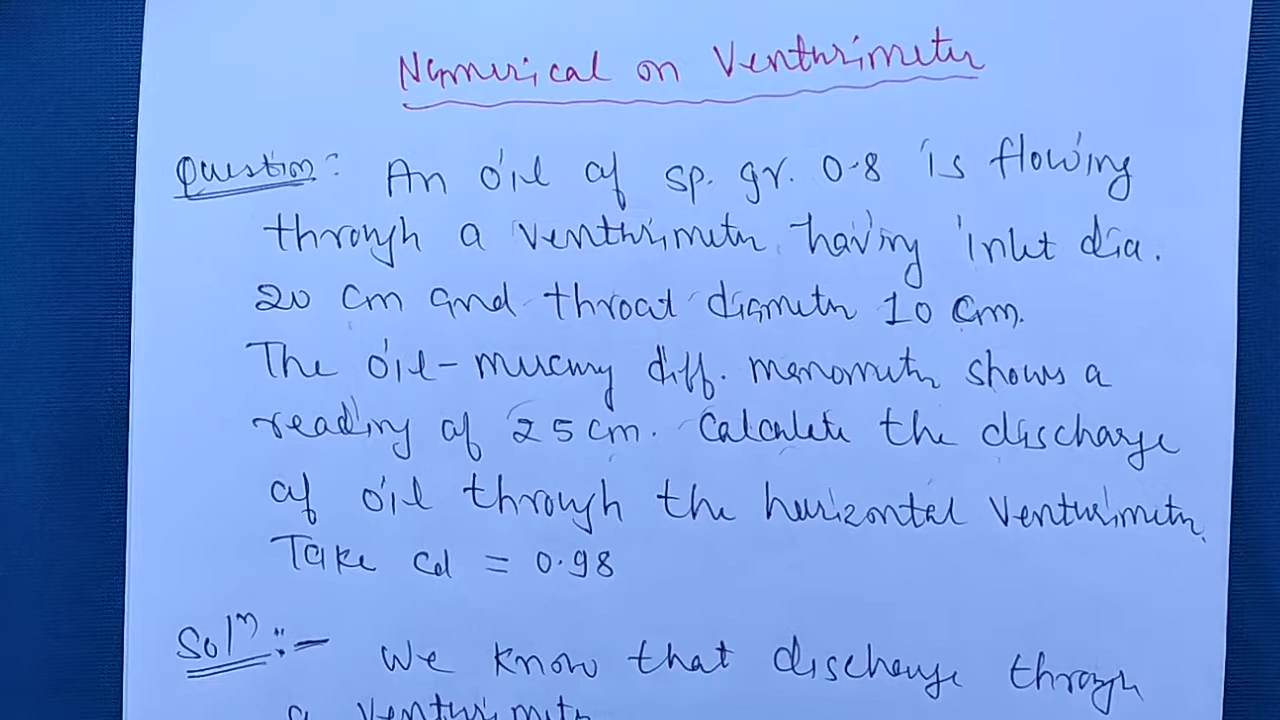 Numerical on Venturimeter
Question:- An oil of sp. gr. 0.8 is flowing
through a venturimeter having inlet dia.
20 cm and throat diameter 10 cm.
The oil-mercury diff. manometer shows a
reading of 25 cm. Calculate the discharge
of oil through the horizontal venturimeter.
Take cd = 0.98
Solⁿ:- We know that discharge through
a venturimeter